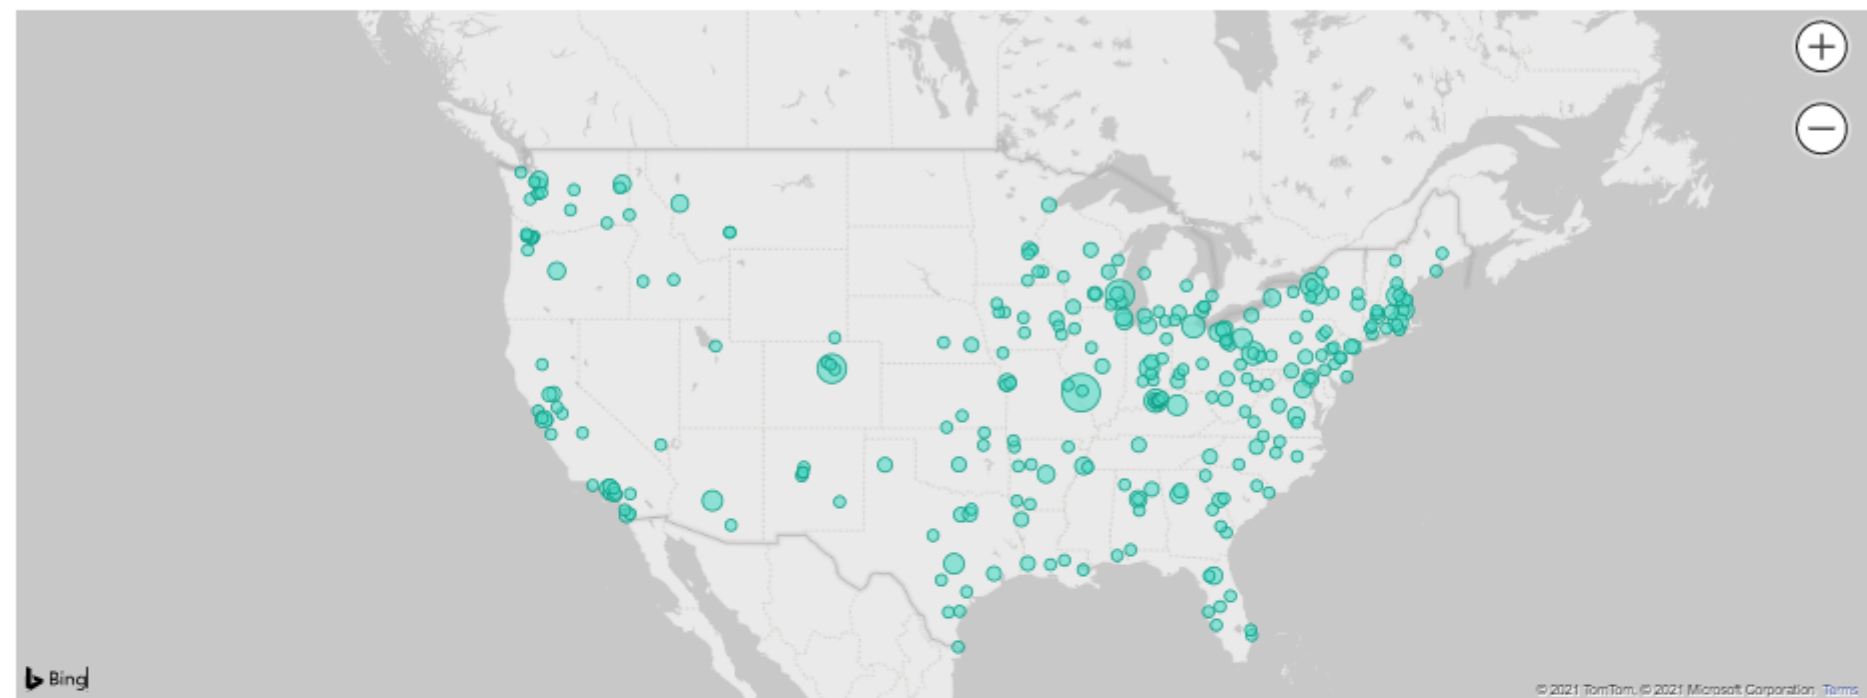 +
−
Bing
© 2021 TomTom, © 2021 Microsoft Corporation Terms